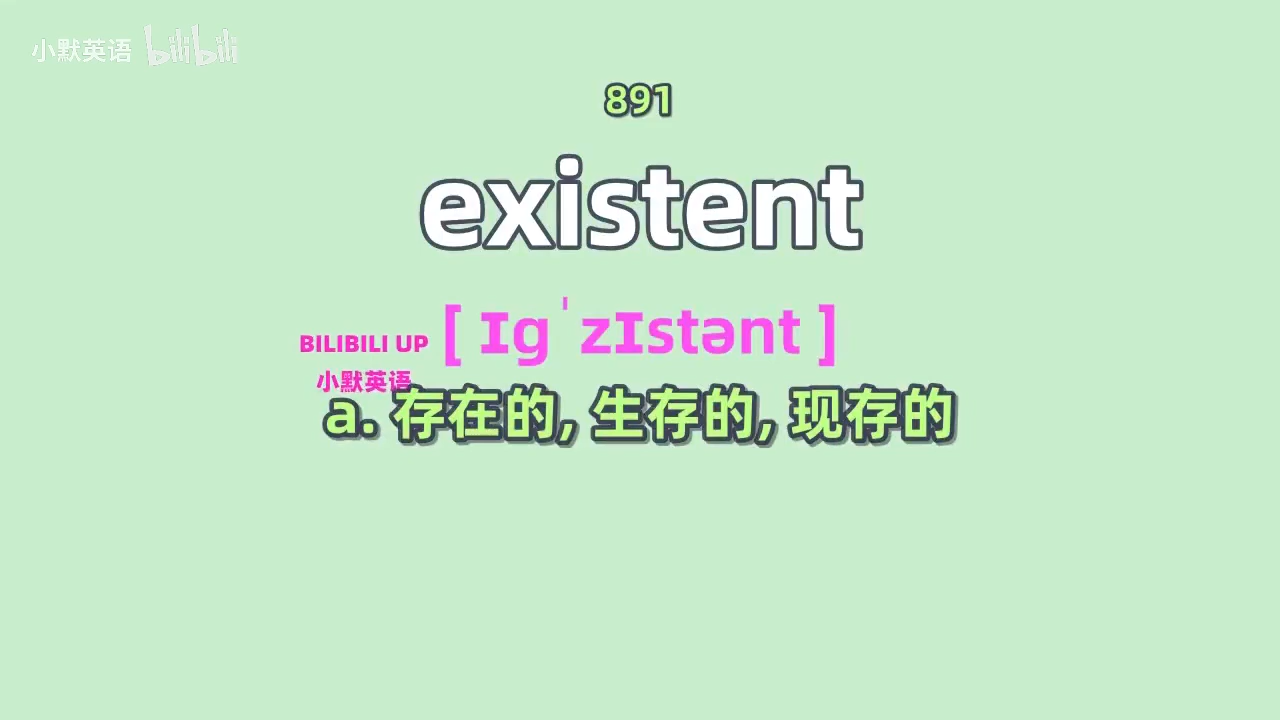 小默英语 bilibili
891
existent
[ ɪgˈzɪstənt ]
BILIBILI UP
小默英语
a. 存在的, 生存的, 现存的